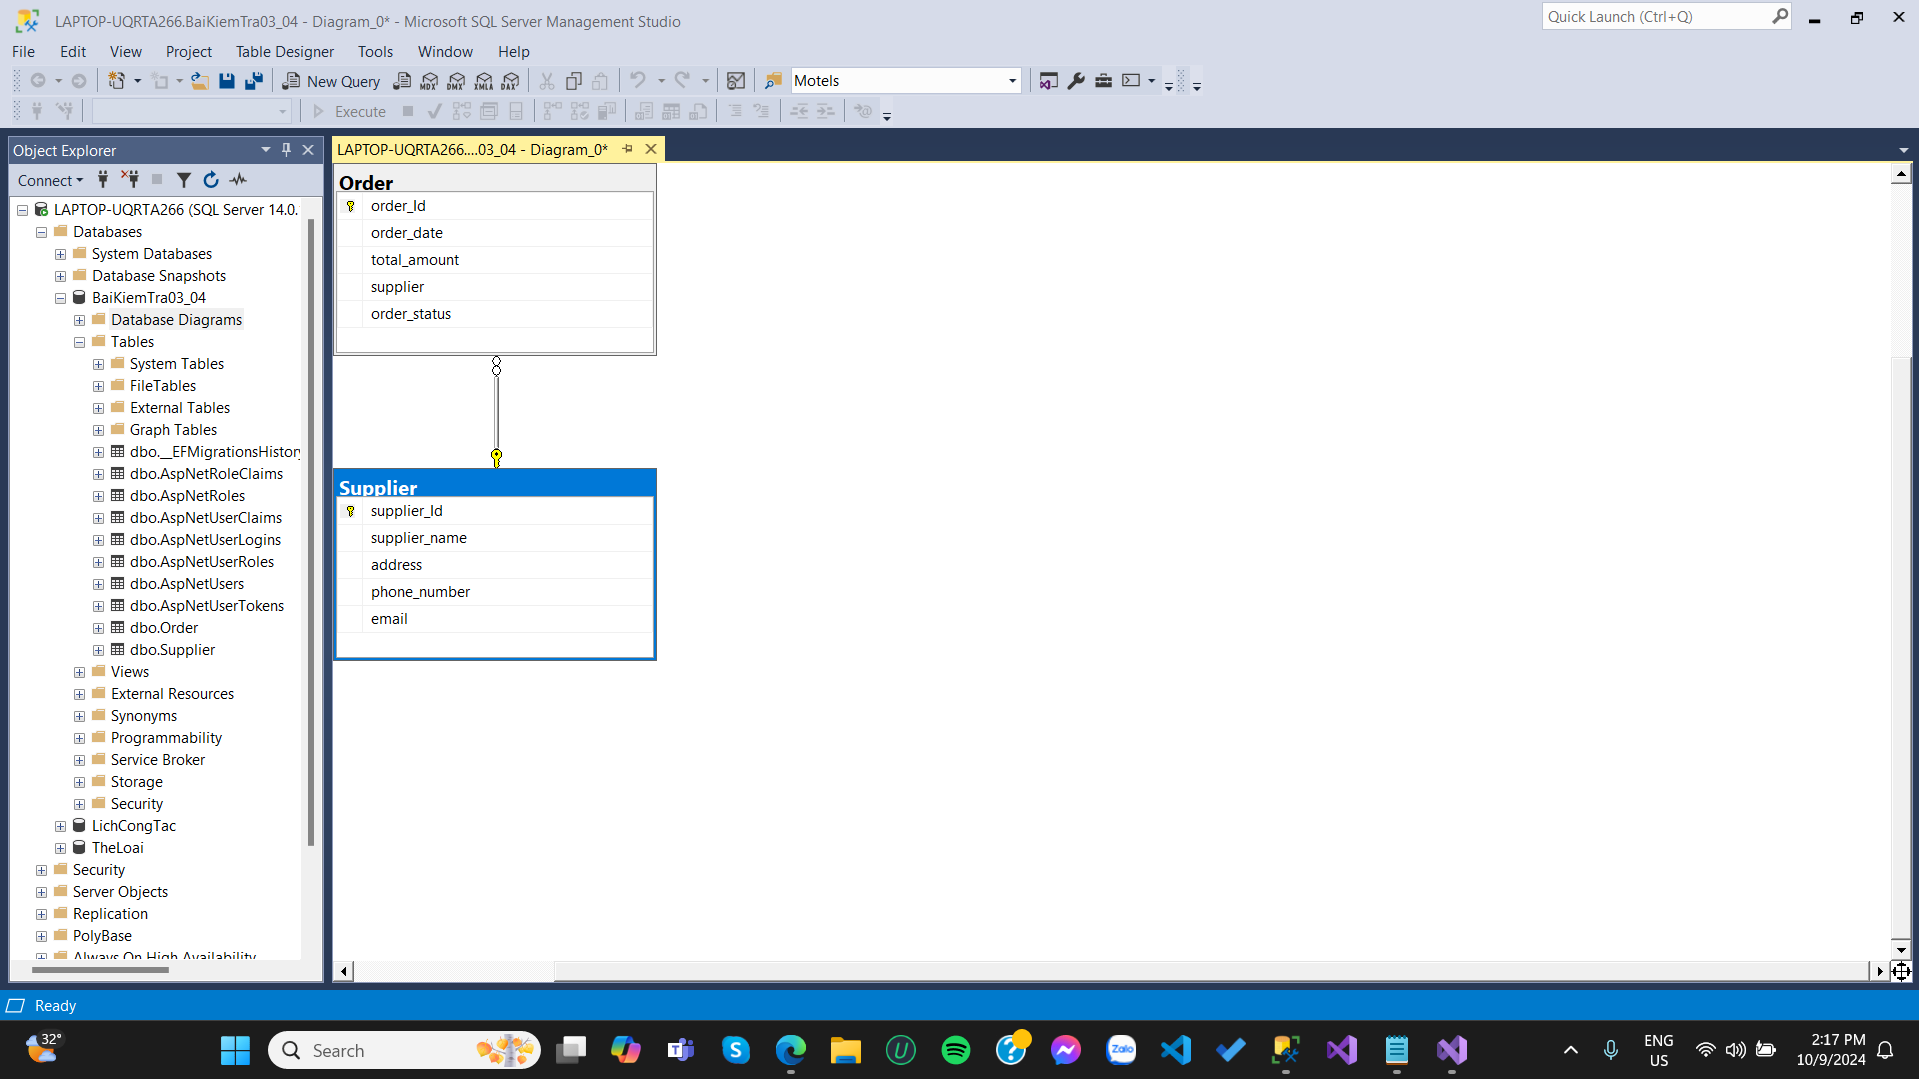 LAPTOP-UQRTA266.BaiKiemTra03_04 - Diagram_0* - Microsoft SQL Server Management Studio
Quick Launch (Ctrl+Q)
File Edit View Project Table Designer Tools Window Help
New Query MDX DMX XMLA DAX Motels
Execute
Object Explorer
LAPTOP-UQRTA266....03_04 - Diagram_0*
Connect
LAPTOP-UQRTA266 (SQL Server 14.0.
Databases
System Databases
Database Snapshots
BaiKiemTra03_04
Database Diagrams
Tables
System Tables
FileTables
External Tables
Graph Tables
dbo.__EFMigrationsHistory
dbo.AspNetRoleClaims
dbo.AspNetRoles
dbo.AspNetUserClaims
dbo.AspNetUserLogins
dbo.AspNetUserRoles
dbo.AspNetUsers
dbo.AspNetUserTokens
dbo.Order
dbo.Supplier
Views
External Resources
Synonyms
Programmability
Service Broker
Storage
Security
LichCongTac
TheLoai
Security
Server Objects
Replication
PolyBase
Always On High Availability
Order
order_Id
order_date
total_amount
supplier
order_status
Supplier
supplier_Id
supplier_name
address
phone_number
email
Ready
32°
Search
Zalo
ENG
US
2:17 PM
10/9/2024